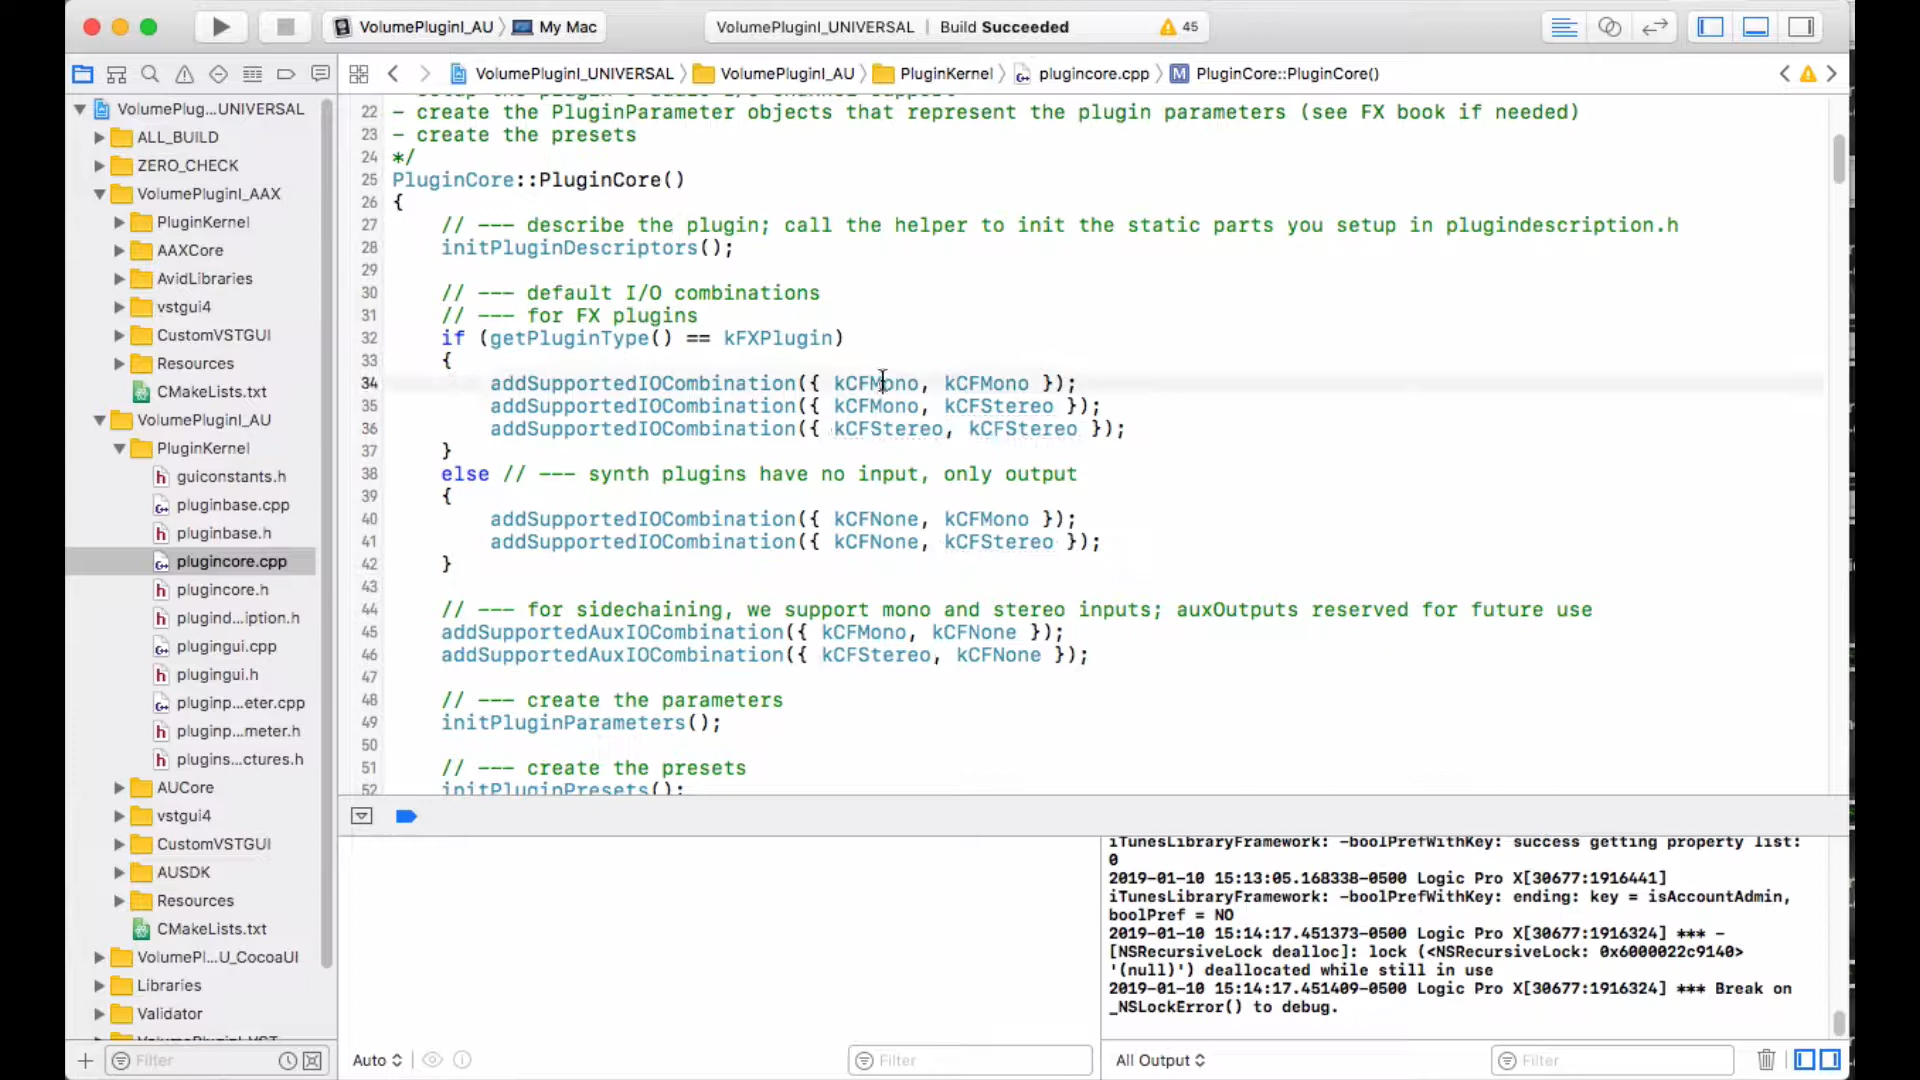 VolumePluginI_AU
My Mac
VolumePluginI_UNIVERSAL | Build Succeeded
45
VolumePluginI_UNIVERSAL
VolumePluginI_AU
PluginKernel
plugincore.cpp
M PluginCore::PluginCore()
VolumePlug...UNIVERSAL
ALL_BUILD
ZERO_CHECK
VolumePluginI_AAX
PluginKernel
AAXCore
AvidLibraries
vstgui4
CustomVSTGUI
Resources
CMakeLists.txt
VolumePluginI_AU
PluginKernel
guiconstants.h
pluginbase.cpp
pluginbase.h
plugincore.cpp
plugincore.h
plugind...iption.h
plugingui.cpp
plugingui.h
pluginp...eter.cpp
pluginp...meter.h
plugins...ctures.h
AUCore
vstgui4
CustomVSTGUI
AUSDK
Resources
CMakeLists.txt
VolumePl...U_CocoaUI
Libraries
Validator
Filter
22 - create the PluginParameter objects that represent the plugin parameters (see FX book if needed)
23 - create the presets
24 */
25 PluginCore::PluginCore()
26 {
27 // --- describe the plugin; call the helper to init the static parts you setup in plugindescription.h
28 initPluginDescriptors();
29
30 // --- default I/O combinations
31 // --- for FX plugins
32 if (getPluginType() == kFXPlugin)
33 {
34 addSupportedIOCombination({ kCFMono, kCFMono });
35 addSupportedIOCombination({ kCFMono, kCFStereo });
36 addSupportedIOCombination({ kCFStereo, kCFStereo });
37 }
38 else // --- synth plugins have no input, only output
39 {
40 addSupportedIOCombination({ kCFNone, kCFMono });
41 addSupportedIOCombination({ kCFNone, kCFStereo });
42 }
43
44 // --- for sidechaining, we support mono and stereo inputs; auxOutputs reserved for future use
45 addSupportedAuxIOCombination({ kCFMono, kCFNone });
46 addSupportedAuxIOCombination({ kCFStereo, kCFNone });
47
48 // --- create the parameters
49 initPluginParameters();
50
51 // --- create the presets
52 initPluginPresets();
iTunesLibraryFramework: -boolPrefWithKey: success getting property list:
0
2019-01-10 15:13:05.168338-0500 Logic Pro X[30677:1916441]
iTunesLibraryFramework: -boolPrefWithKey: ending: key = isAccountAdmin,
boolPref = NO
2019-01-10 15:14:17.451373-0500 Logic Pro X[30677:1916324] *** -
[NSRecursiveLock dealloc]: lock (<NSRecursiveLock: 0x6000022c9140>
'(null)') deallocated while still in use
2019-01-10 15:14:17.451409-0500 Logic Pro X[30677:1916324] *** Break on
_NSLockError() to debug.
Auto
Filter
All Output
Filter